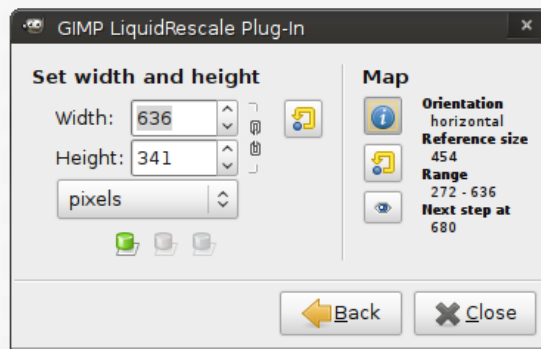 GIMP LiquidRescale Plug-In
Set width and height
Width: 636
Height: 341
pixels
Map
Orientation
horizontal
Reference size
454
Range
272 - 636
Next step at
680
Back
Close